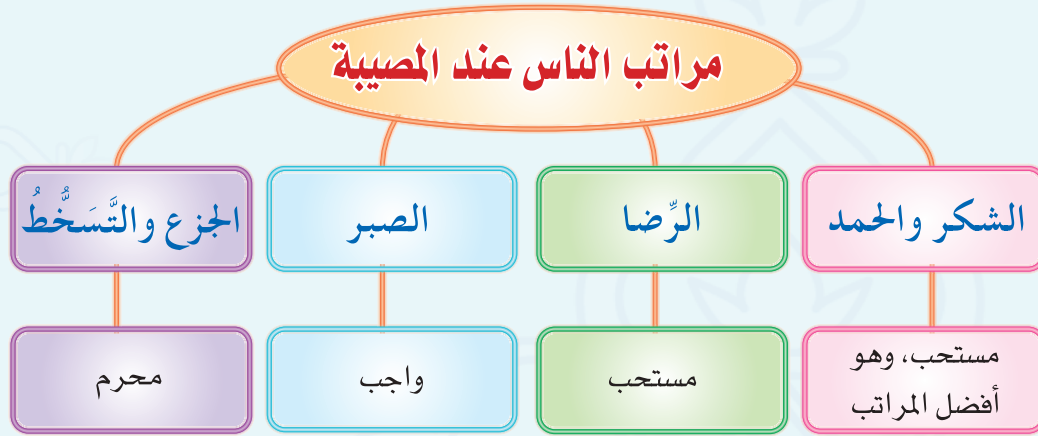 مراتب الناس عند المصيبة
الشكر والحمد
الرِّضا
الصبر
الجزع والتَّسَخُّطُ
مستحب، وهو
أفضل المراتب
مستحب
واجب
محرم